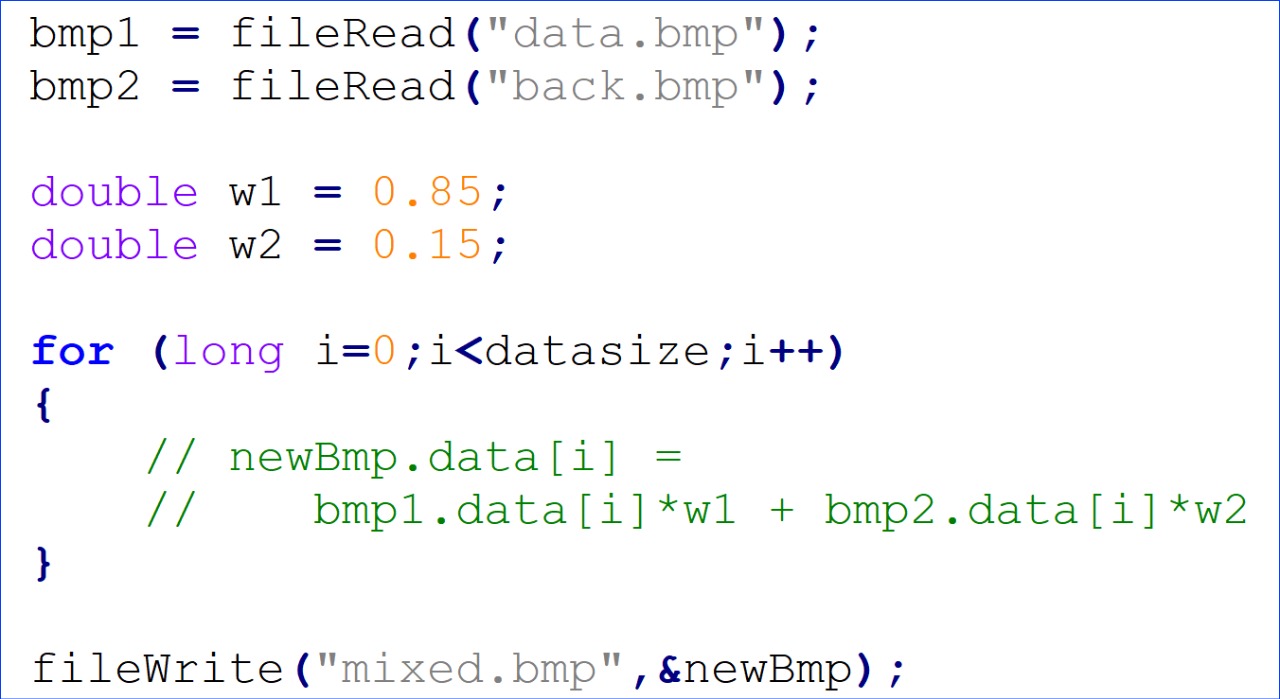 bmp1 = fileRead("data.bmp");
bmp2 = fileRead("back.bmp");
double w1 = 0.85;
double w2 = 0.15;
for (long i=0;i<datasize;i++)
{
// newBmp.data[i] =
//    bmp1.data[i]*w1 + bmp2.data[i]*w2
}
fileWrite("mixed.bmp",&newBmp);